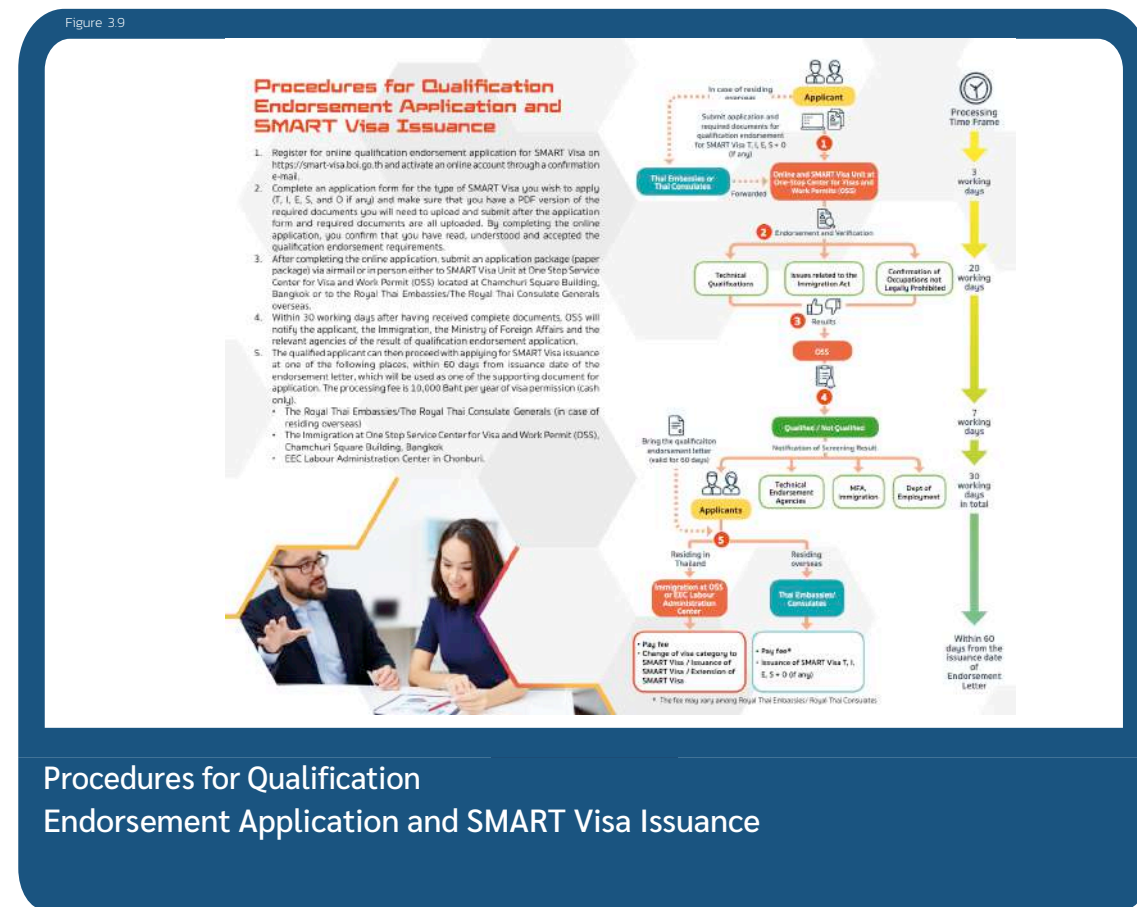 Figure 3.9
Procedures for Qualification
Endorsement Application and
SMART Visa Issuance
1. Register for online qualification endorsement application for SMART Visa on
https://smart-visa.boi.go.th and activate an online account through a confirmation
e-mail.
2. Complete an application form for the type of SMART Visa you wish to apply
(T, I, E, S, and O if any) and make sure that you have a PDF version of the
required documents you will need to upload and submit after the application
form and required documents are all uploaded. By completing the online
application, you confirm that you have read, understood and accepted the
qualification endorsement requirements.
3. After completing the online application, submit an application package (paper
package) via airmail or in person either to SMART Visa Unit at One Stop Service
Center for Visa and Work Permit (OSS) located at Chamchuri Square Building,
Bangkok or to the Royal Thai Embassies/The Royal Thai Consulate Generals
overseas.
4. Within 30 working days after having received complete documents, OSS will
notify the applicant, the Immigration, the Ministry of Foreign Affairs and the
relevant agencies of the result of qualification endorsement application.
5. The qualified applicant can then proceed with applying for SMART Visa issuance
at one of the following places, within 60 days from issuance date of the
endorsement letter, which will be used as one of the supporting document for
application. The processing fee is 10,000 Baht per year of visa permission (cash
only).
• The Royal Thai Embassies/The Royal Thai Consulate Generals (in case of
residing overseas)
• The Immigration at One Stop Service Center for Visa and Work Permit (OSS),
Chamchuri Square Building, Bangkok
• EEC Labour Administration Center in Chonburi.
In case of residing
overseas
Applicant
Submit application and
required documents for
qualification endorsement
for SMART Visa T, I, E, S + O
(if any)
1
Thai Embassies or
Thai Consulates
Forwarded
Online and SMART Visa Unit at
One-Stop Center for Visas and
Work Permits (OSS)
2 Endorsement and Verification
Technical
Qualifications
Issues related to the
Immigration Act
Confirmation of
Occupations not
Legally Prohibited
3 Results
OSS
4
Qualified / Not Qualified
Notification of Screening Result
Bring the qualification
endorsement letter
(valid for 60 days)
Applicants
Technical
Endorsement
Agencies
MFA,
Immigration
Dept of
Employment
5
Residing in
Thailand
Residing
overseas
Immigration at OSS
or EEC Labour
Administration
Center
Thai Embassies/
Consulates
• Pay fee
• Change of visa category to
SMART Visa / Issuance of
SMART Visa / Extension of
SMART Visa
• Pay fee*
• Issuance of SMART Visa T, I,
E, S + O (if any)
* The fee may vary among Royal Thai Embassies/ Royal Thai Consulates
Processing
Time Frame
3
working
days
20
working
days
7
working
days
30
working
days
in total
Within 60
days from the
issuance date
of
Endorsement
Letter
Procedures for Qualification
Endorsement Application and SMART Visa Issuance